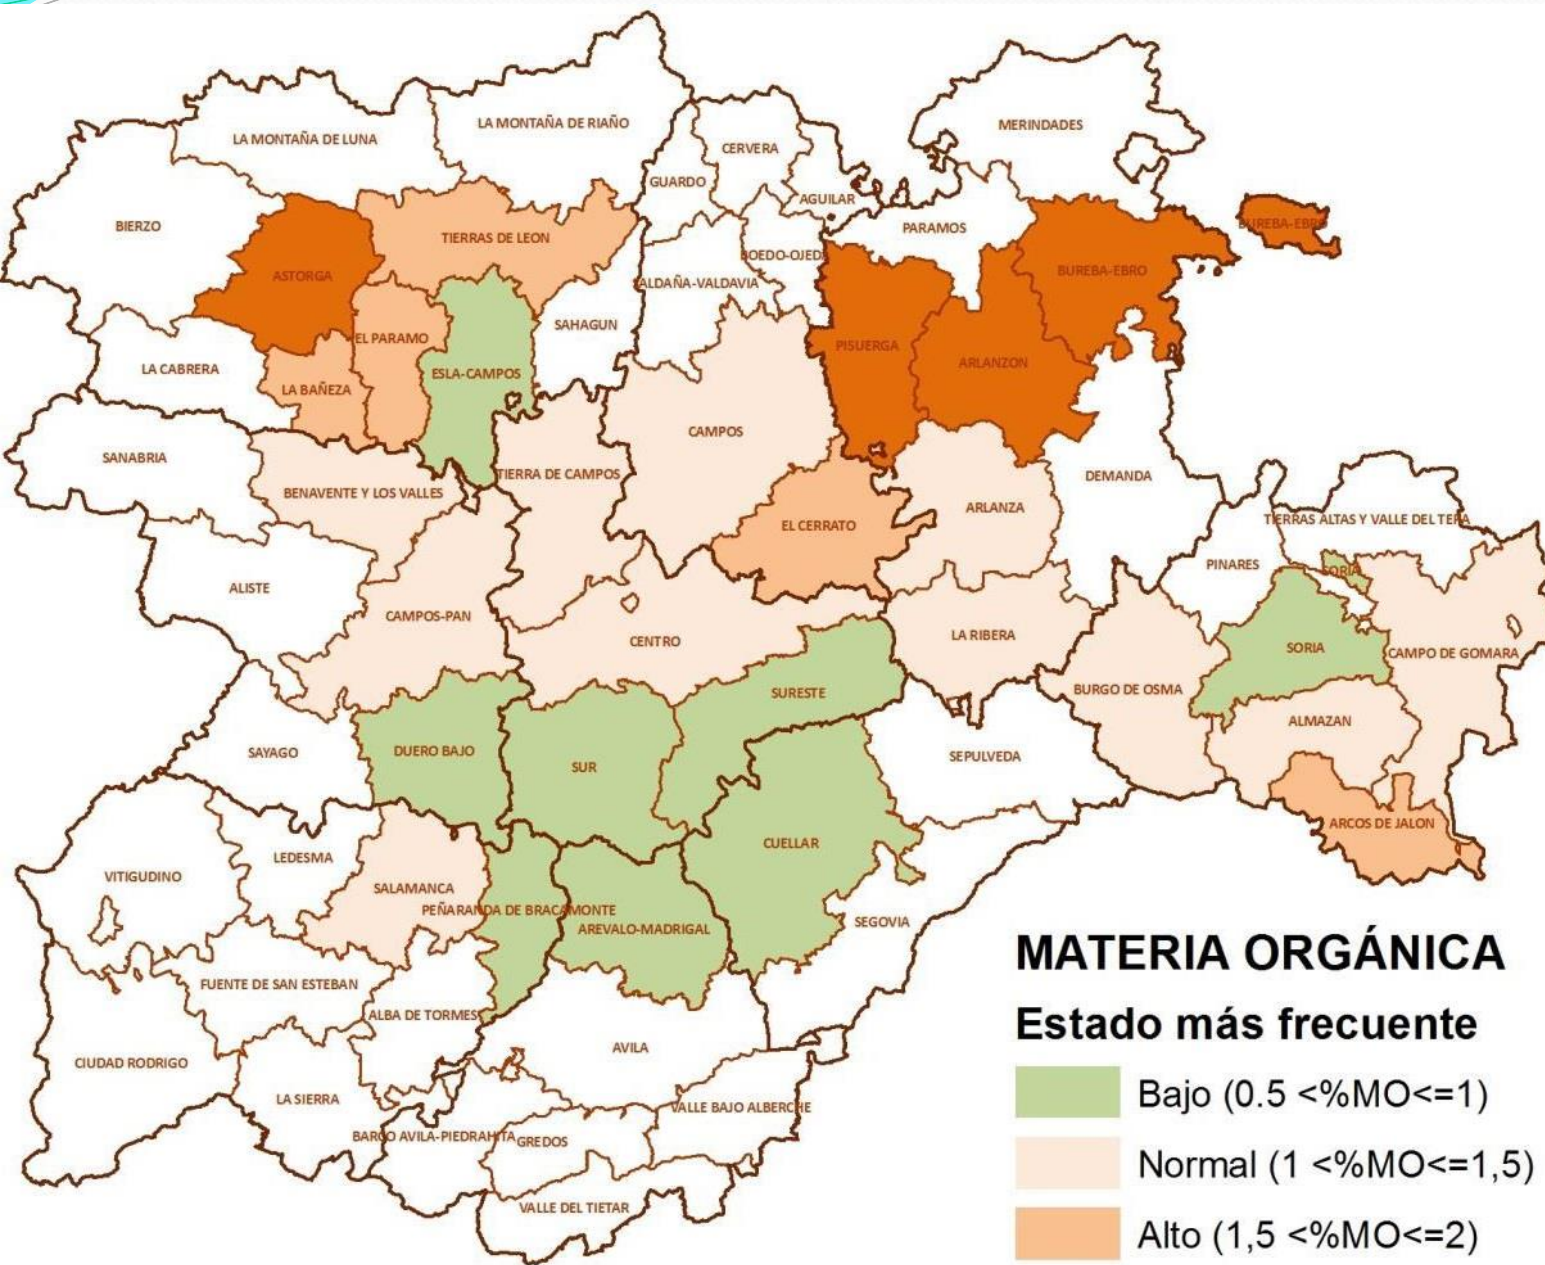 LA MONTAÑA DE LUNA
LA MONTAÑA DE RIAÑO
MERINDADES
CERVERA
GUARDO
AGUILAR
BIERZO
TIERRAS DE LEON
PARAMOS
BUREBA-EBRO
BOEDO-OJED
BUREBA-EBRO
ASTORGA
ALDAÑA-VALDAVIA
SAHAGUN
EL PARAMO
PISUERGA
ARLANZON
LA CABRERA
ESLA-CAMPOS
LA BAÑEZA
CAMPOS
SANABRIA
TIERRA DE CAMPOS
DEMANDA
BENAVENTE Y LOS VALLES
ARLANZA
EL CERRATO
TIERRAS ALTAS Y VALLE DEL TERA
PINARES
SORIA
ALISTE
CAMPOS-PAN
CENTRO
LA RIBERA
SORIA
CAMPO DE GOMARA
BURGO DE OSMA
SURESTE
ALMAZAN
SAYAGO
DUERO BAJO
SUR
SEPULVEDA
ARCOS DE JALON
CUELLAR
LEDESMA
VITIGUDINO
SALAMANCA
PEÑARANDA DE BRACAMONTE
AREVALO-MADRIGAL
SEGOVIA
FUENTE DE SAN ESTEBAN
ALBA DE TORMES
AVILA
CIUDAD RODRIGO
LA SIERRA
VALLE BAJO ALBERCHE
BARCO AVILA-PIEDRAHITA
GREDOS
VALLE DEL TIETAR
MATERIA ORGÁNICA
Estado más frecuente
Bajo (0.5 <%MO<=1)
Normal (1 <%MO<=1,5)
Alto (1,5 <%MO<=2)